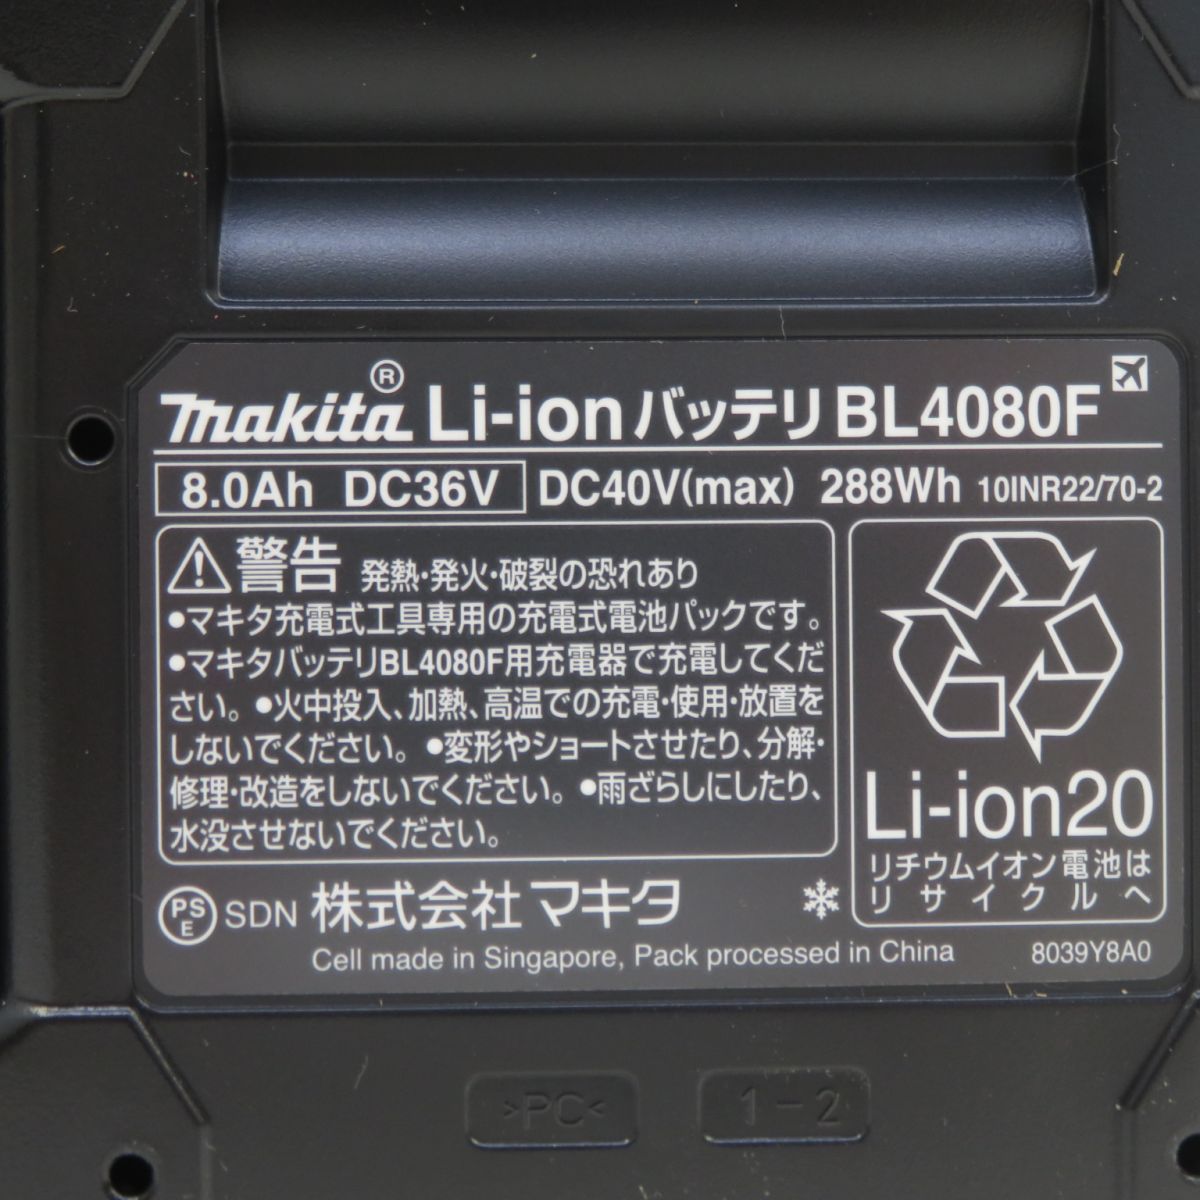 makita® Li-ionバッテリ BL4080F
8.0Ah DC36V DC40V(max) 288Wh 10INR22/70-2
警告 発熱・発火・破裂の恐れあり
•マキタ充電式工具専用の充電式電池パックです。
•マキタバッテリBL4080F用充電器で充電してくだ
さい。•火中投入、加熱、高温での充電・使用・放置を
しないでください。•変形やショートさせたり、分解・
修理・改造をしないでください。•雨ざらしにしたり、
水没させないでください。
Li-ion20
リチウムイオン電池は
リサイクルへ
PSE SDN 株式会社マキタ
Cell made in Singapore, Pack processed in China 8039Y8A0
>PC< 1-2